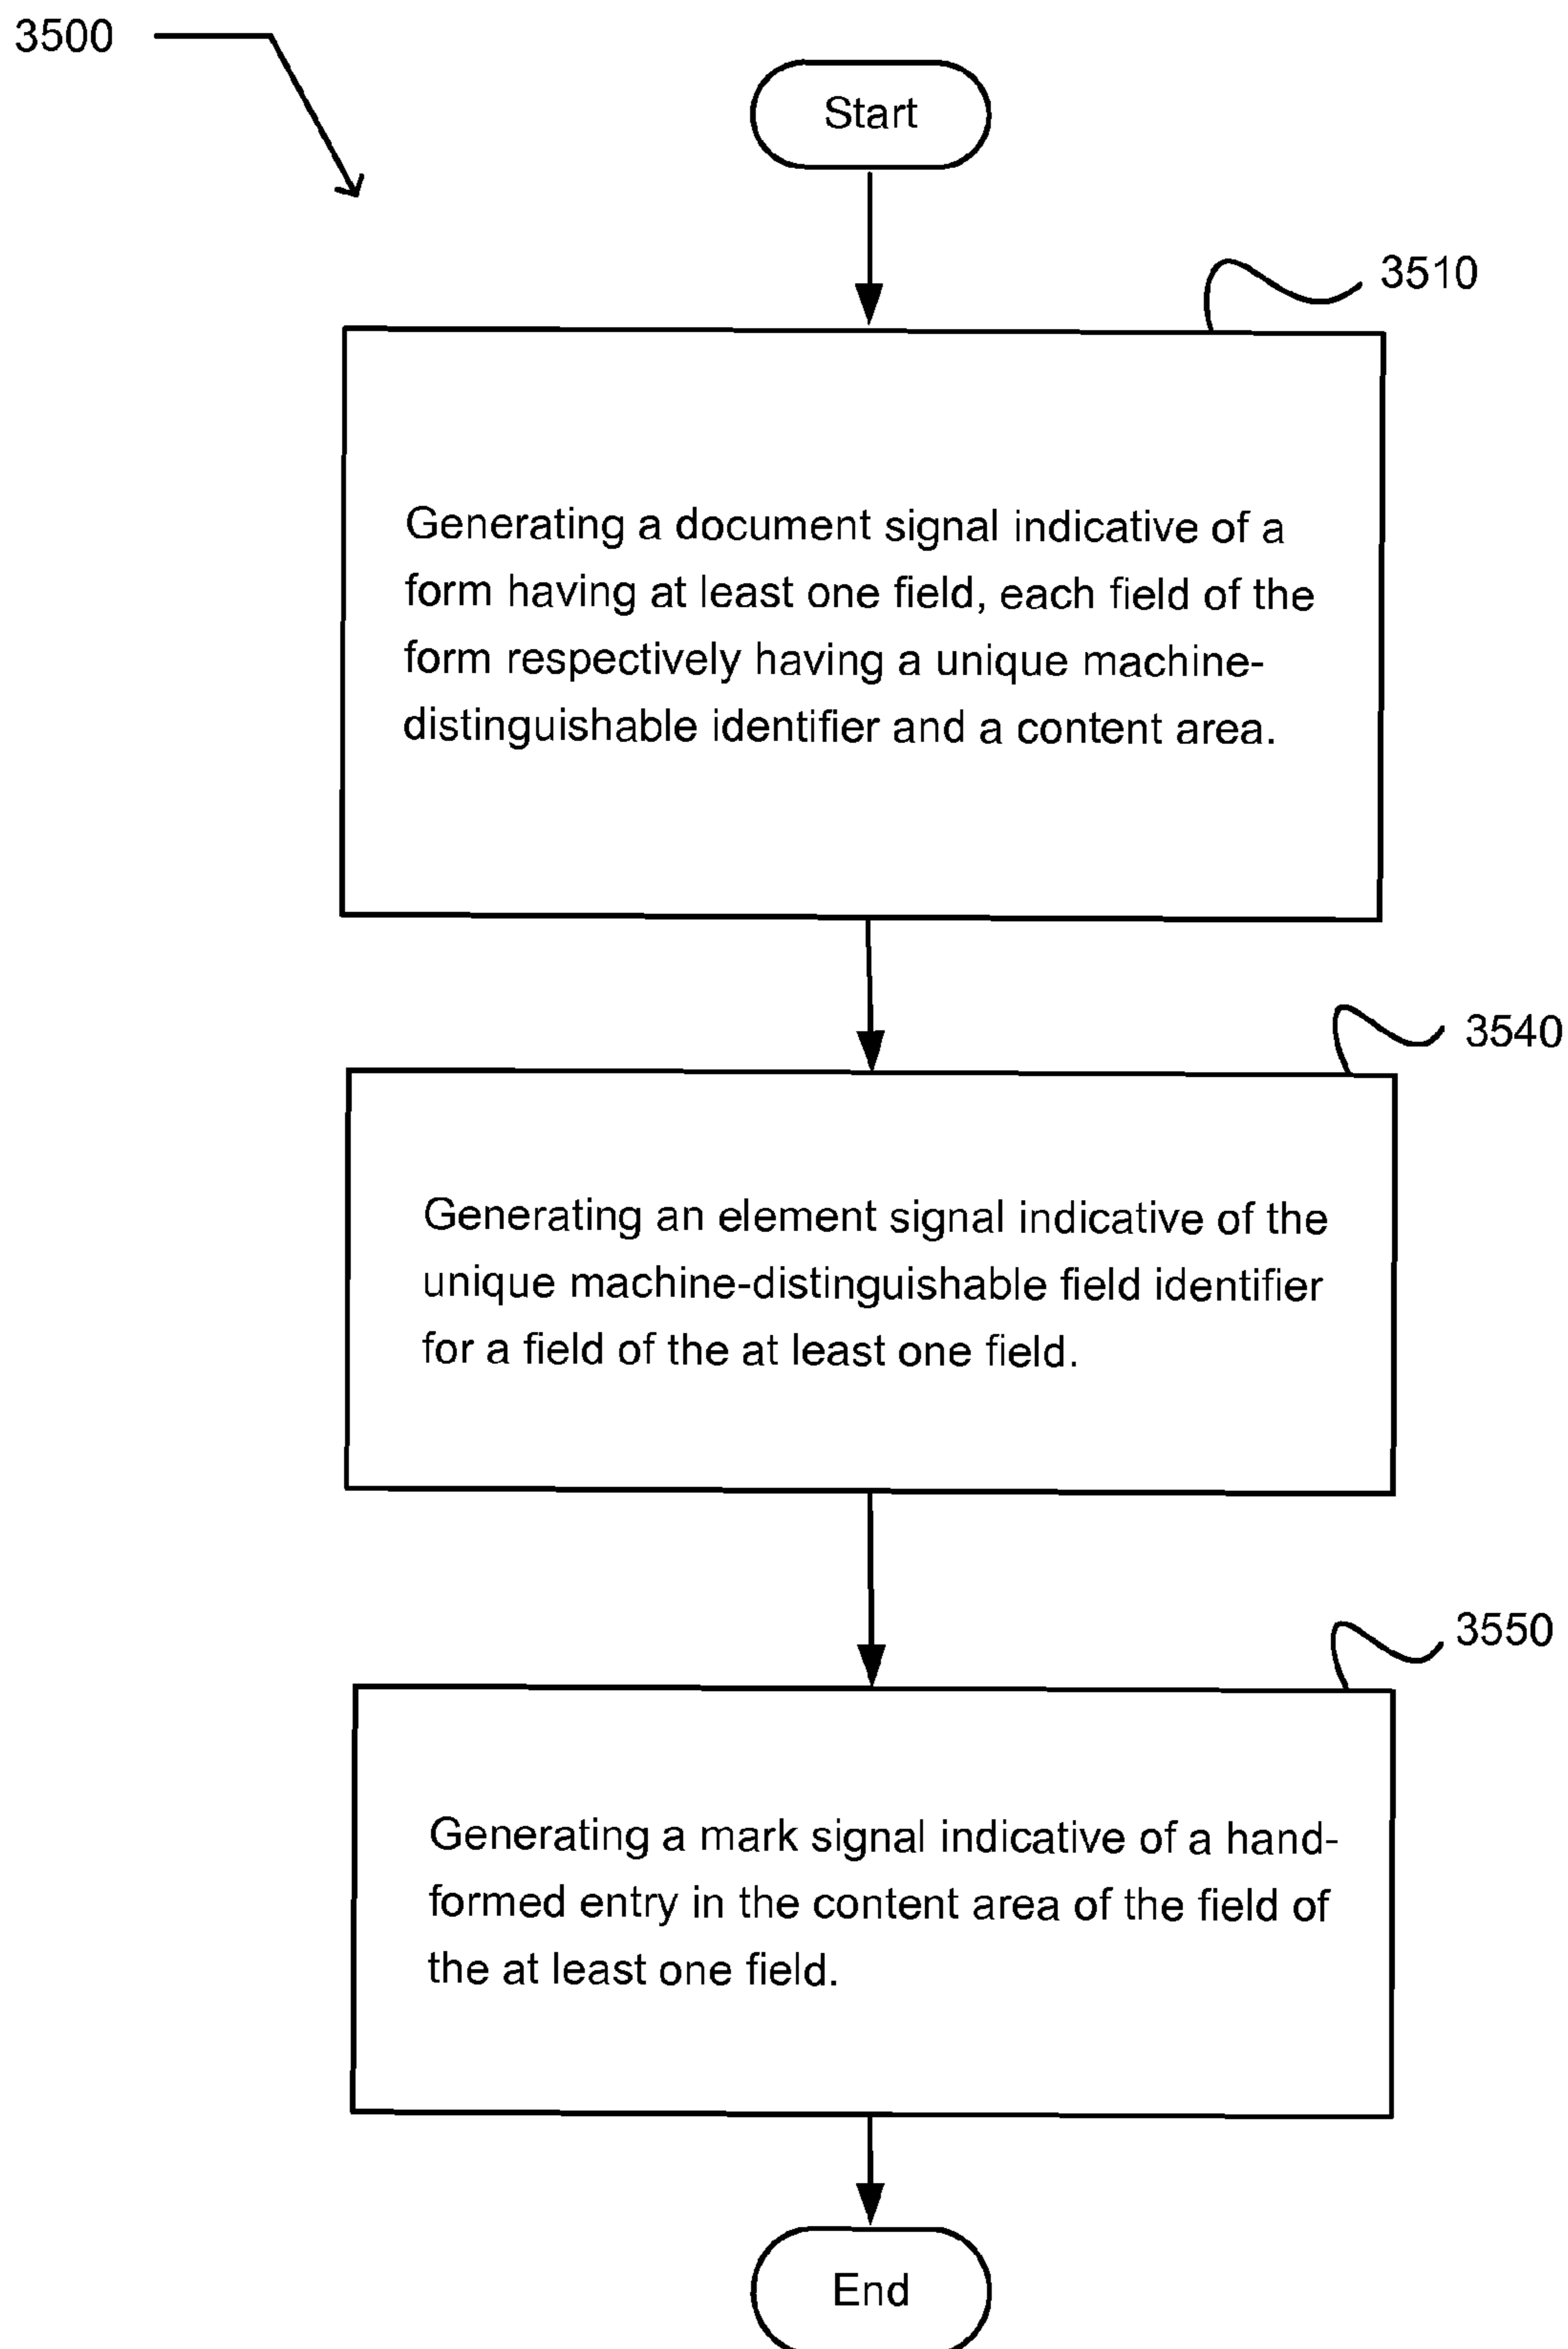 3500
Start
3510
Generating a document signal indicative of a
form having at least one field, each field of the
form respectively having a unique machine-
distinguishable identifier and a content area.
3540
Generating an element signal indicative of the
unique machine-distinguishable field identifier
for a field of the at least one field.
3550
Generating a mark signal indicative of a hand-
formed entry in the content area of the field of
the at least one field.
End